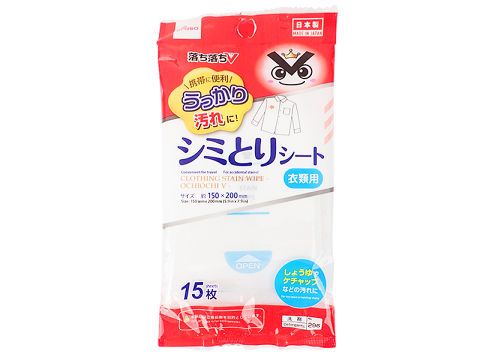 DAISO
日本製
MADE IN JAPAN
落ち落ちV
携帯に便利
うっかり
汚れに!
シミとりシート
Convenient for travel For accidental stains!
衣類用
CLOTHING STAIN WIPE -
OCHIOCHI V
サイズ 約150×200mm
OPEN
しょうゆや
ケチャップ
などの汚れに
15枚
sheets